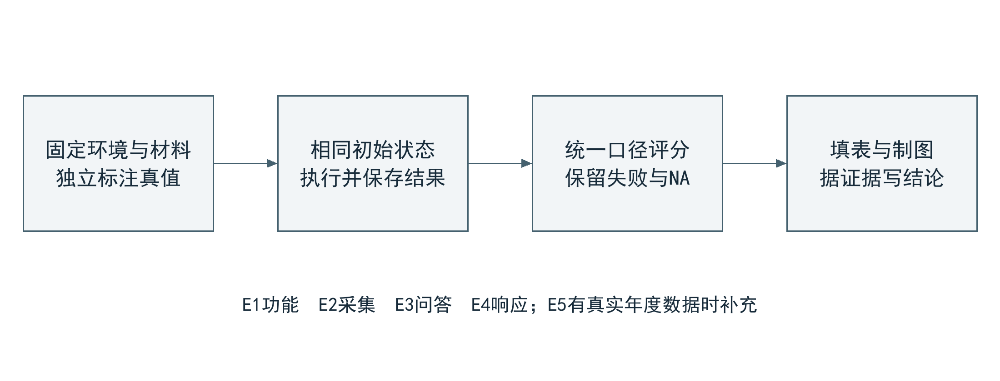 固定环境与材料
独立标注真值
相同初始状态
执行并保存结果
统一口径评分
保留失败与NA
填表与制图
据证据写结论
E1功能　E2采集　E3问答　E4响应；E5有真实年度数据时补充